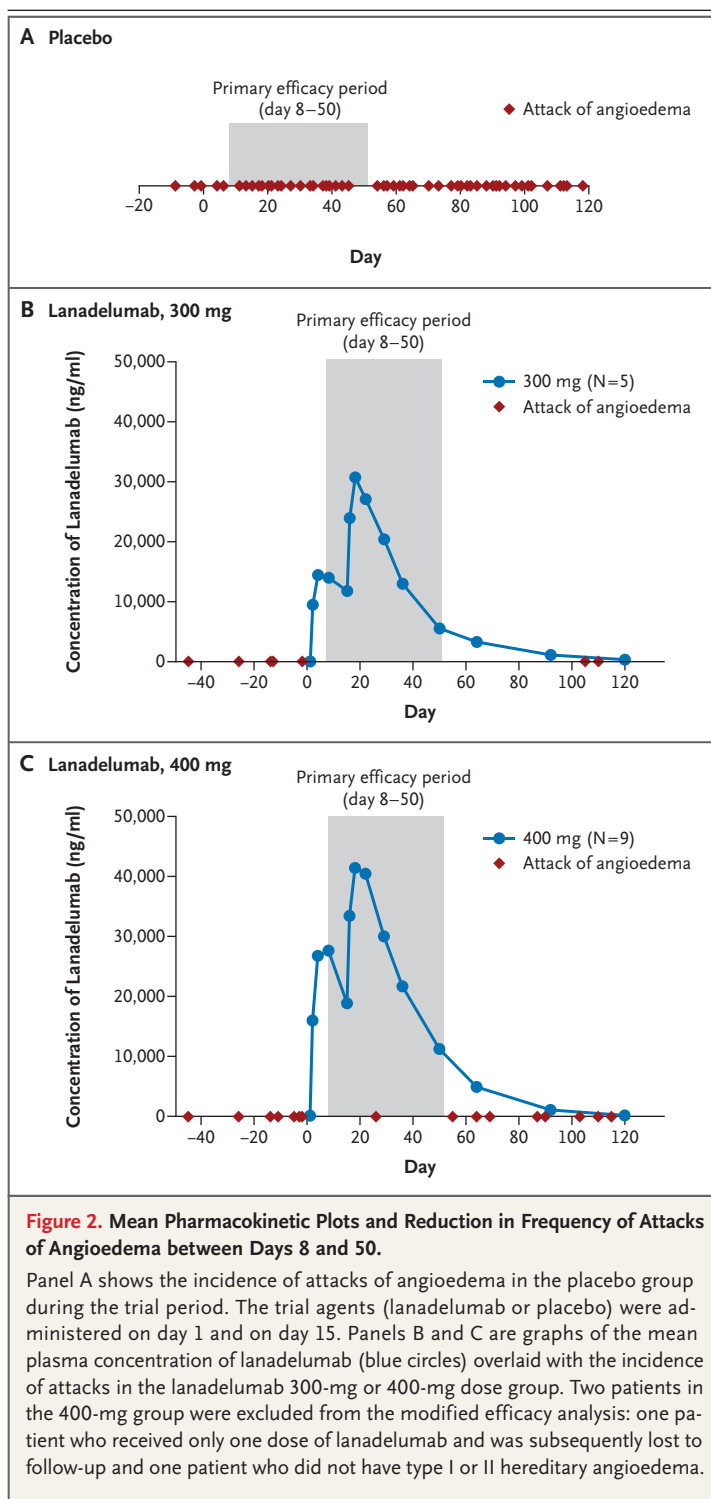 A Placebo
Primary efficacy period
(day 8–50)
Attack of angioedema
–20 0 20 40 60 80 100 120
Day
B Lanadelumab, 300 mg
Primary efficacy period
(day 8–50)
Concentration of Lanadelumab (ng/ml)
50,000
40,000
30,000
20,000
10,000
0
300 mg (N=5)
Attack of angioedema
–40 –20 0 20 40 60 80 100 120
Day
C Lanadelumab, 400 mg
Primary efficacy period
(day 8–50)
Concentration of Lanadelumab (ng/ml)
50,000
40,000
30,000
20,000
10,000
0
400 mg (N=9)
Attack of angioedema
–40 –20 0 20 40 60 80 100 120
Day
Figure 2. Mean Pharmacokinetic Plots and Reduction in Frequency of Attacks
of Angioedema between Days 8 and 50.
Panel A shows the incidence of attacks of angioedema in the placebo group
during the trial period. The trial agents (lanadelumab or placebo) were ad-
ministered on day 1 and on day 15. Panels B and C are graphs of the mean
plasma concentration of lanadelumab (blue circles) overlaid with the incidence
of attacks in the lanadelumab 300-mg or 400-mg dose group. Two patients in
the 400-mg group were excluded from the modified efficacy analysis: one pa-
tient who received only one dose of lanadelumab and was subsequently lost to
follow-up and one patient who did not have type I or II hereditary angioedema.